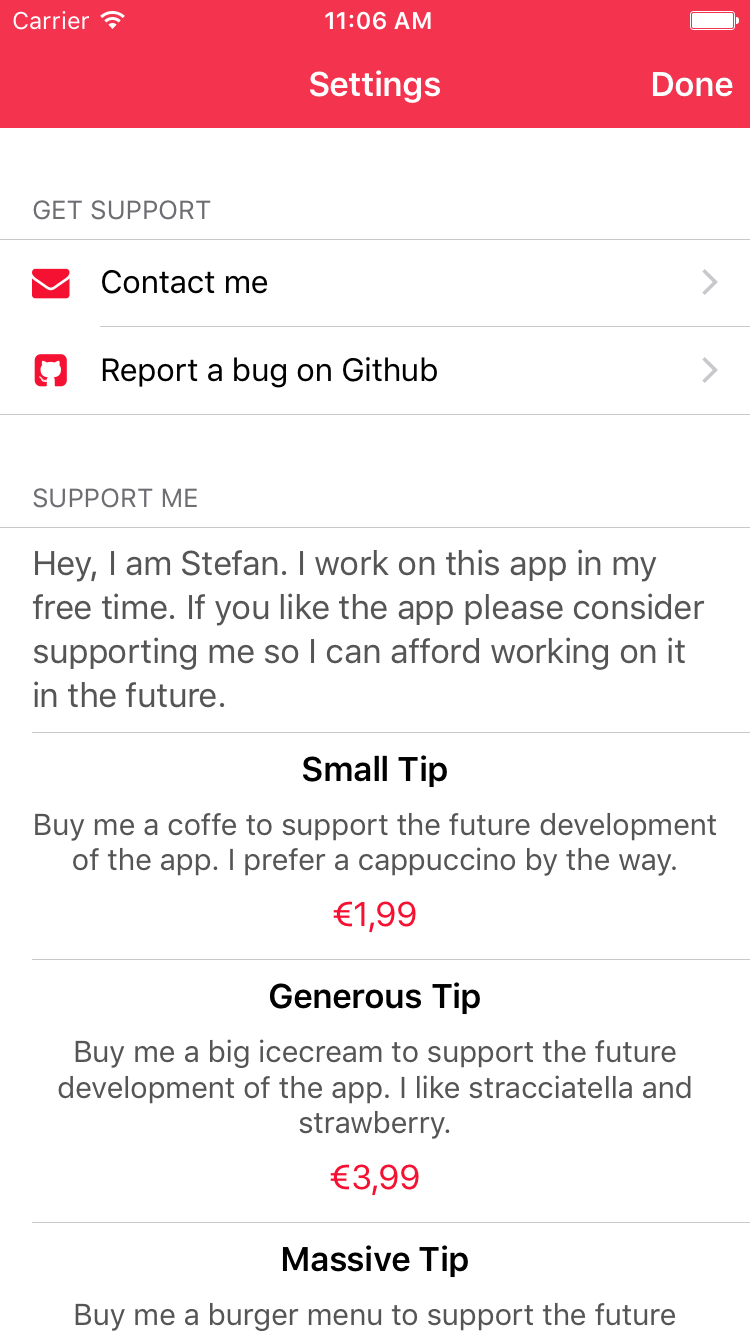 Carrier 11:06 AM
Settings Done
GET SUPPORT
Contact me
Report a bug on Github
SUPPORT ME
Hey, I am Stefan. I work on this app in my
free time. If you like the app please consider
supporting me so I can afford working on it
in the future.
Small Tip
Buy me a coffe to support the future development
of the app. I prefer a cappuccino by the way.
€1,99
Generous Tip
Buy me a big icecream to support the future
development of the app. I like stracciatella and
strawberry.
€3,99
Massive Tip
Buy me a burger menu to support the future